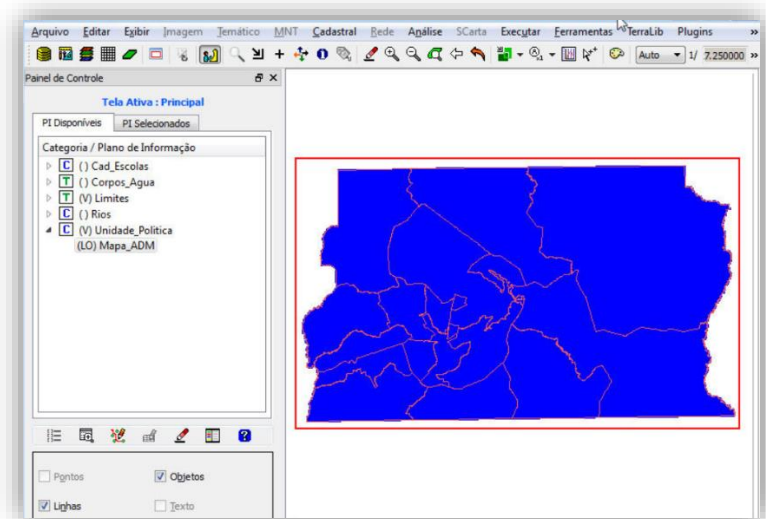 Arquivo Editar Exibir Imagem Temático MNT Cadastral Rede Análise SCarta Executar Ferramentas TerraLib Plugins »
Auto 1/ 7.250000 »
Painel de Controle
Tela Ativa : Principal
PI Disponíveis PI Selecionados
Categoria / Plano de Informação
C () Cad_Escolas
T () Corpos_Agua
T (V) Limites
C () Rios
C (V) Unidade_Politica
(LO) Mapa_ADM
Pontos Objetos
Linhas Texto